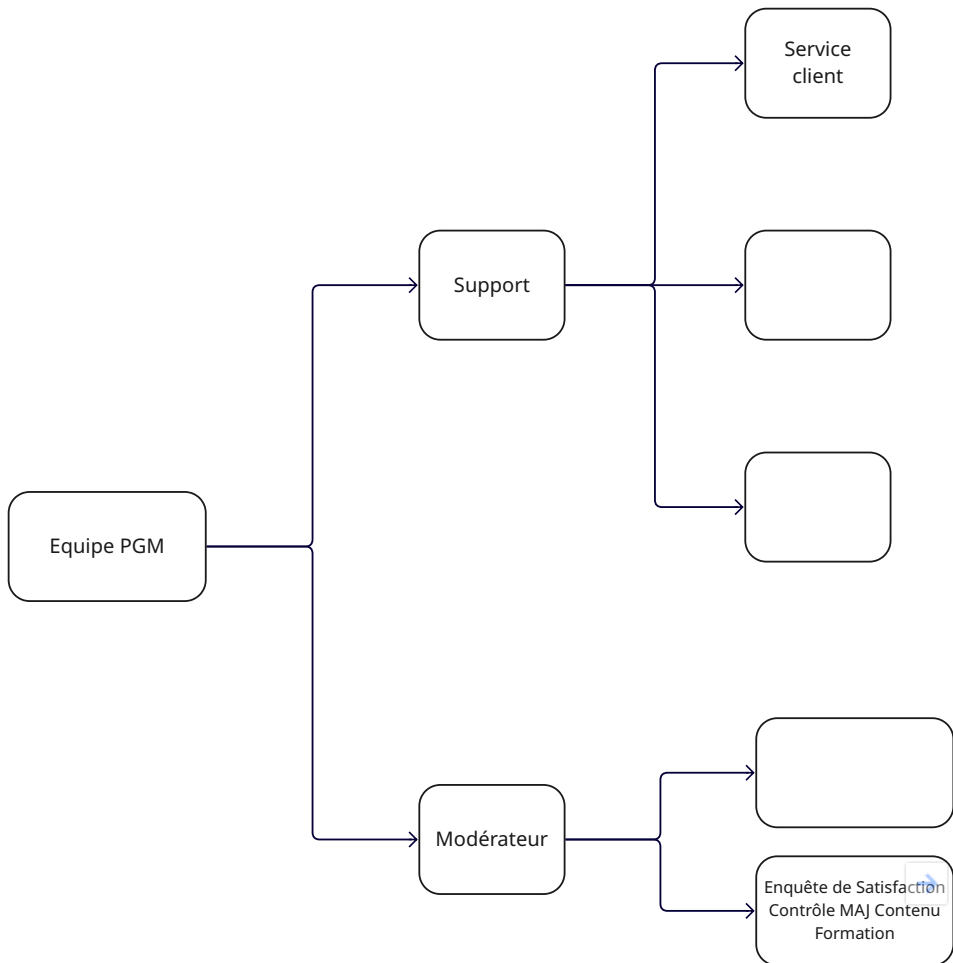 Service
client
Support
Equipe PGM
Modérateur
Enquête de Satisfaction
Contrôle MAJ Contenu
Formation